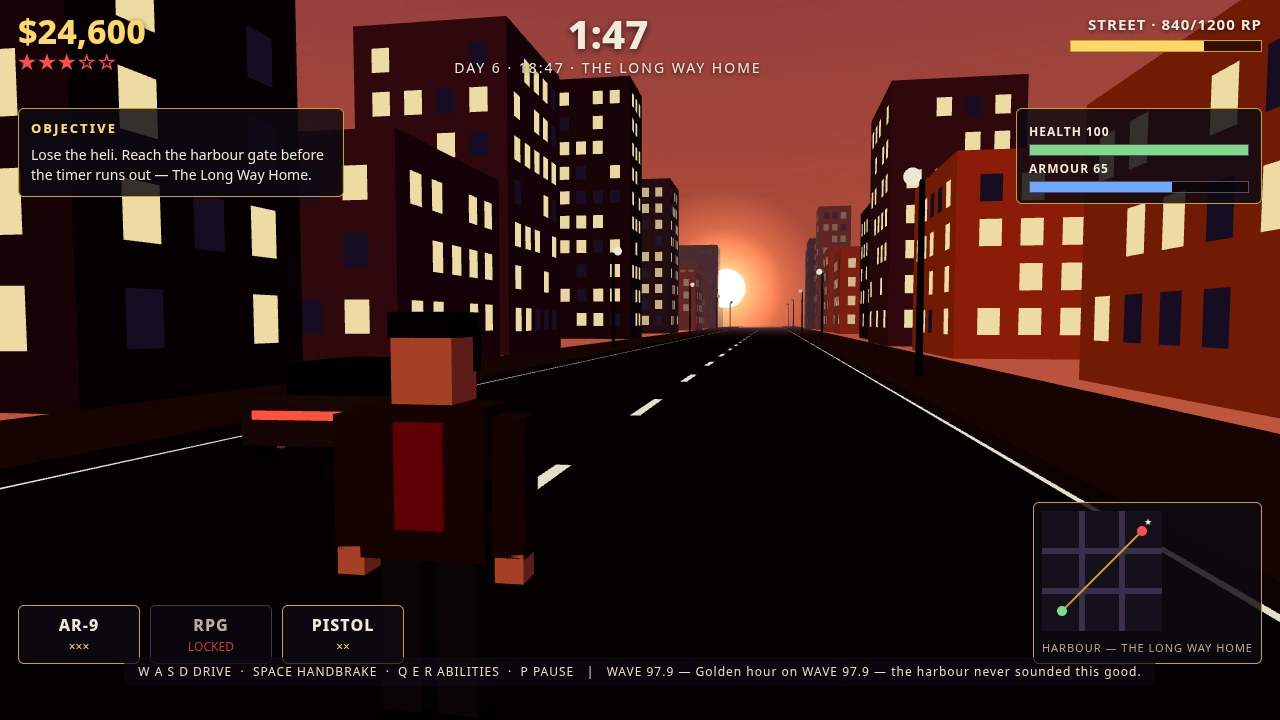 $24,600
★★★☆☆
1:47
DAY 6 · 18:47 · THE LONG WAY HOME
STREET · 840/1200 RP
OBJECTIVE
Lose the heli. Reach the harbour gate before
the timer runs out — The Long Way Home.
HEALTH 100
ARMOUR 65
AR-9
×××
RPG
LOCKED
PISTOL
××
★
HARBOUR — THE LONG WAY HOME
W A S D DRIVE · SPACE HANDBRAKE · Q E R ABILITIES · P PAUSE | WAVE 97.9 — Golden hour on WAVE 97.9 — the harbour never sounded this good.